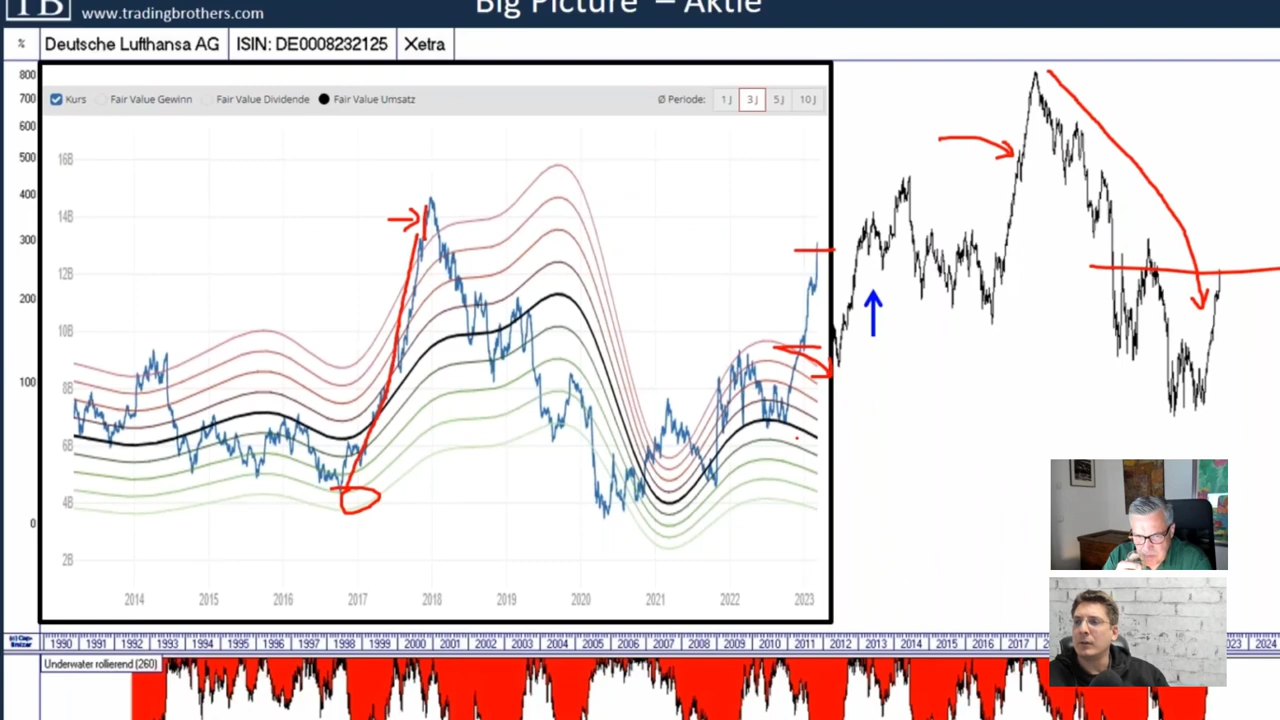 TB www.tradingbrothers.com
Big Picture – Aktie
% Deutsche Lufthansa AG ISIN: DE0008232125 Xetra
800
700
600
500
400
300
200
100
0
Kurs Fair Value Gewinn Fair Value Dividende Fair Value Umsatz Ø Periode: 1 J 3 J 5 J 10 J
16B
14B
12B
10B
8B
6B
4B
2B
2014 2015 2016 2017 2018 2019 2020 2021 2022 2023
1990 1991 1992 1993 1994 1995 1996 1997 1998 1999 2000 2001 2002 2003 2004 2005 2006 2007 2008 2009 2010 2011 2012 2013 2014 2015 2016 2017 2023 2024
Underwater rollierend (260)